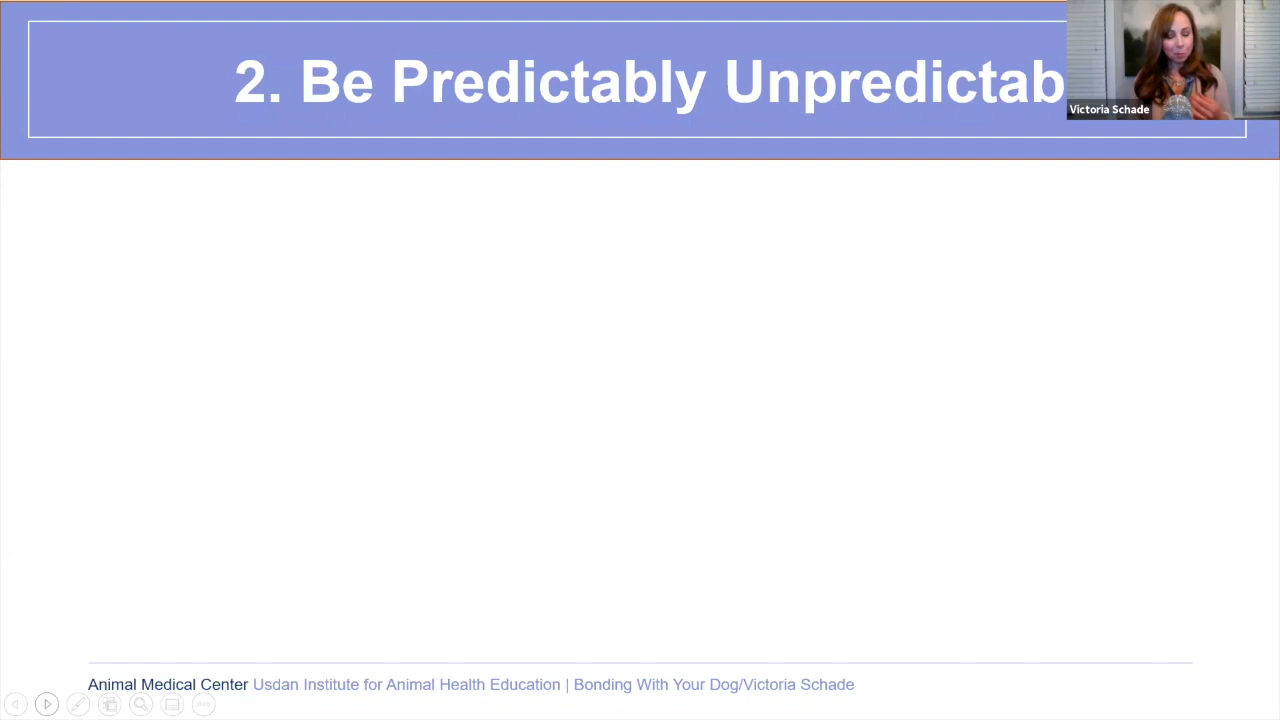 2. Be Predictably Unpredictab
Victoria Schade
Animal Medical Center Usdan Institute for Animal Health Education | Bonding With Your Dog/Victoria Schade